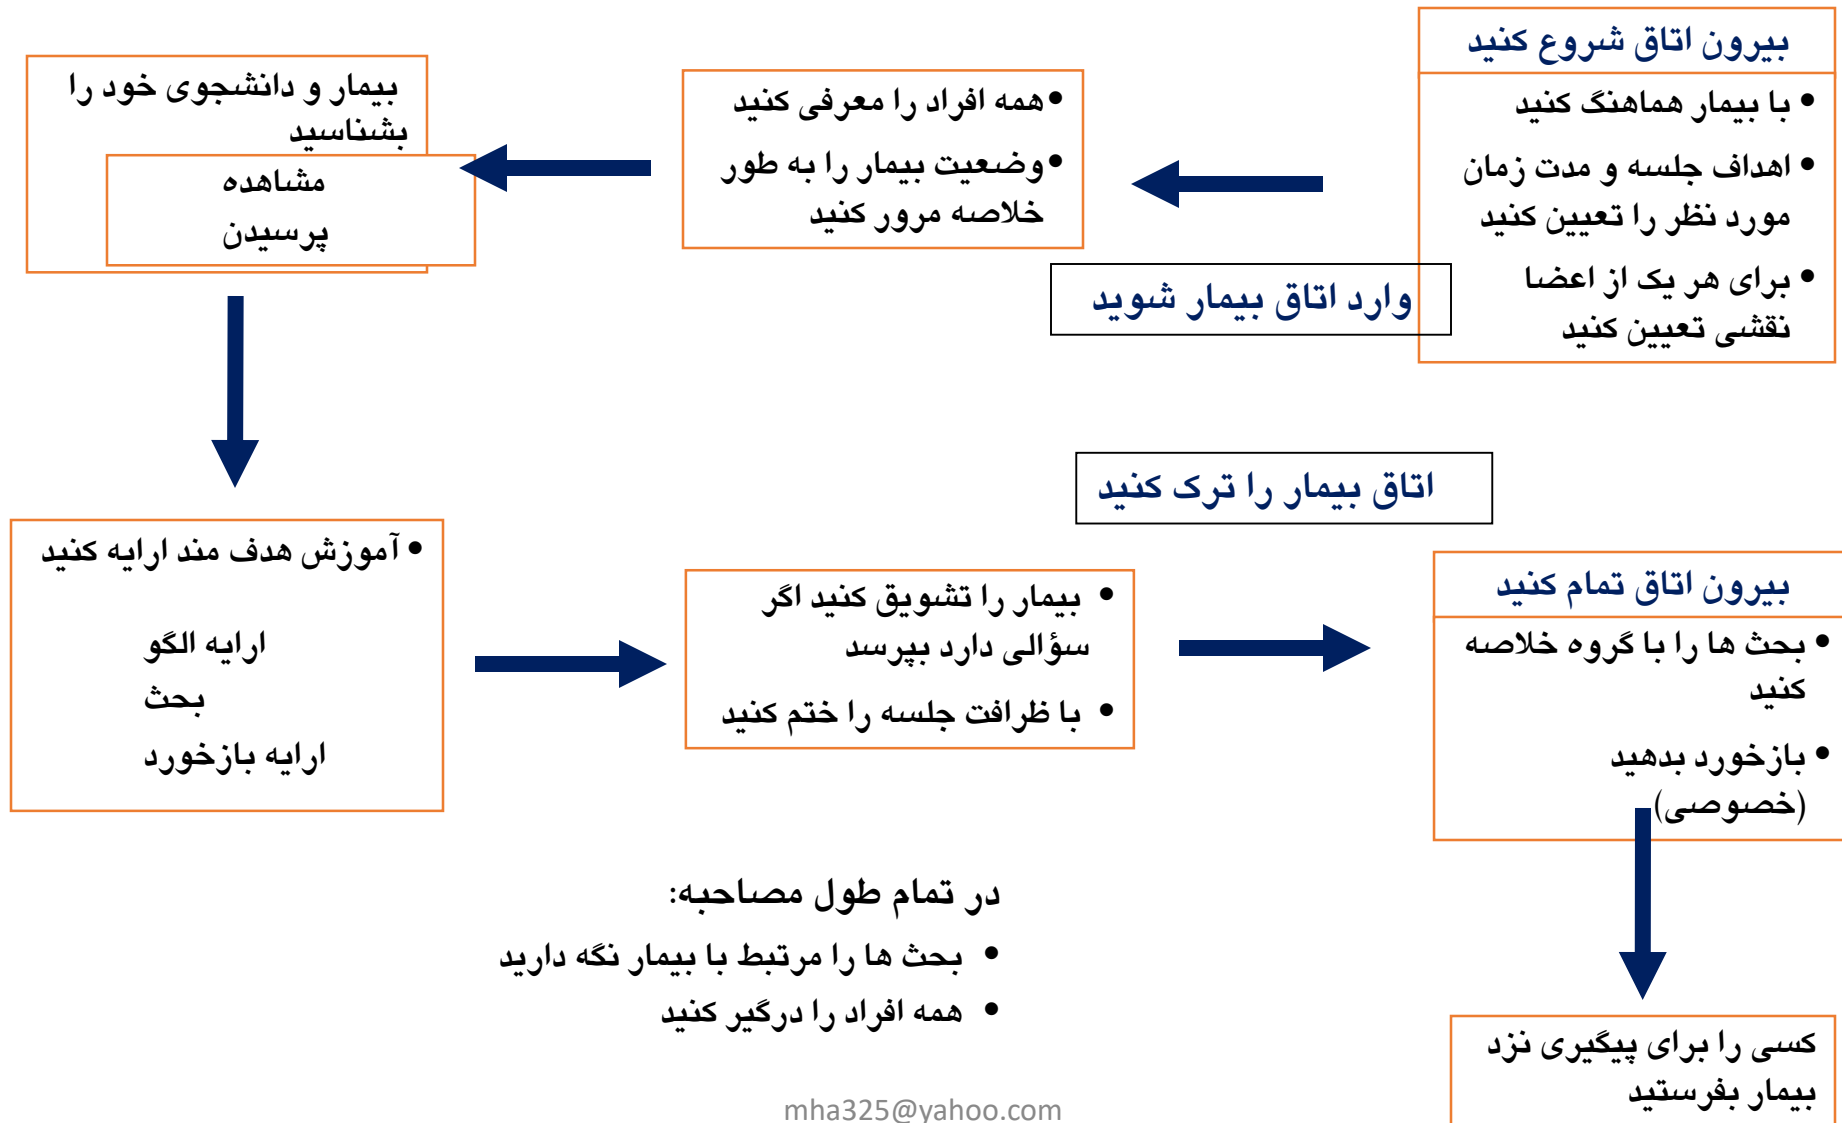 بیرون اتاق شروع کنید
• با بیمار هماهنگ کنید
• اهداف جلسه و مدت زمان
مورد نظر را تعیین کنید
• برای هر یک از اعضا
نقشی تعیین کنید
وارد اتاق بیمار شوید
• همه افراد را معرفی کنید
• وضعیت بیمار را به طور
خلاصه مرور کنید
بیمار و دانشجوی خود را
بشناسید
مشاهده
پرسیدن
• آموزش هدف مند ارایه کنید
ارایه الگو
بحث
ارایه بازخورد
• بیمار را تشویق کنید اگر
سؤالی دارد بپرسد
• با ظرافت جلسه را ختم کنید
اتاق بیمار را ترک کنید
بیرون اتاق تمام کنید
• بحث ها را با گروه خلاصه
کنید
• بازخورد بدهید
(خصوصی)
کسی را برای پیگیری نزد
بیمار بفرستید
در تمام طول مصاحبه:
• بحث ها را مرتبط با بیمار نگه دارید
• همه افراد را درگیر کنید
mha325@yahoo.com